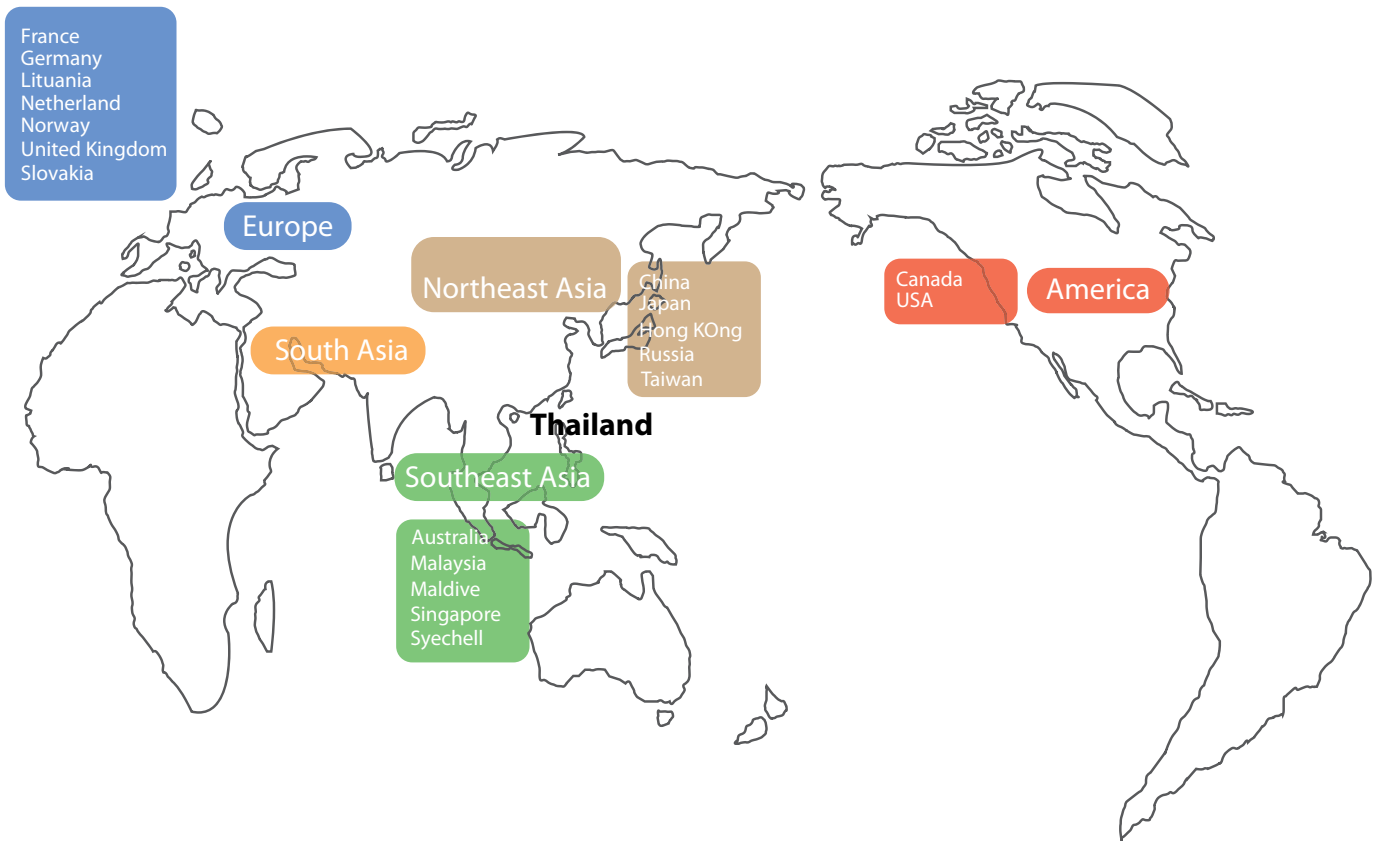 France
Germany
Lituania
Netherland
Norway
United Kingdom
Slovakia
Europe
Northeast Asia
China
Japan
Hong KOng
Russia
Taiwan
Canada
USA
America
South Asia
Thailand
Southeast Asia
Australia
Malaysia
Maldive
Singapore
Syechell